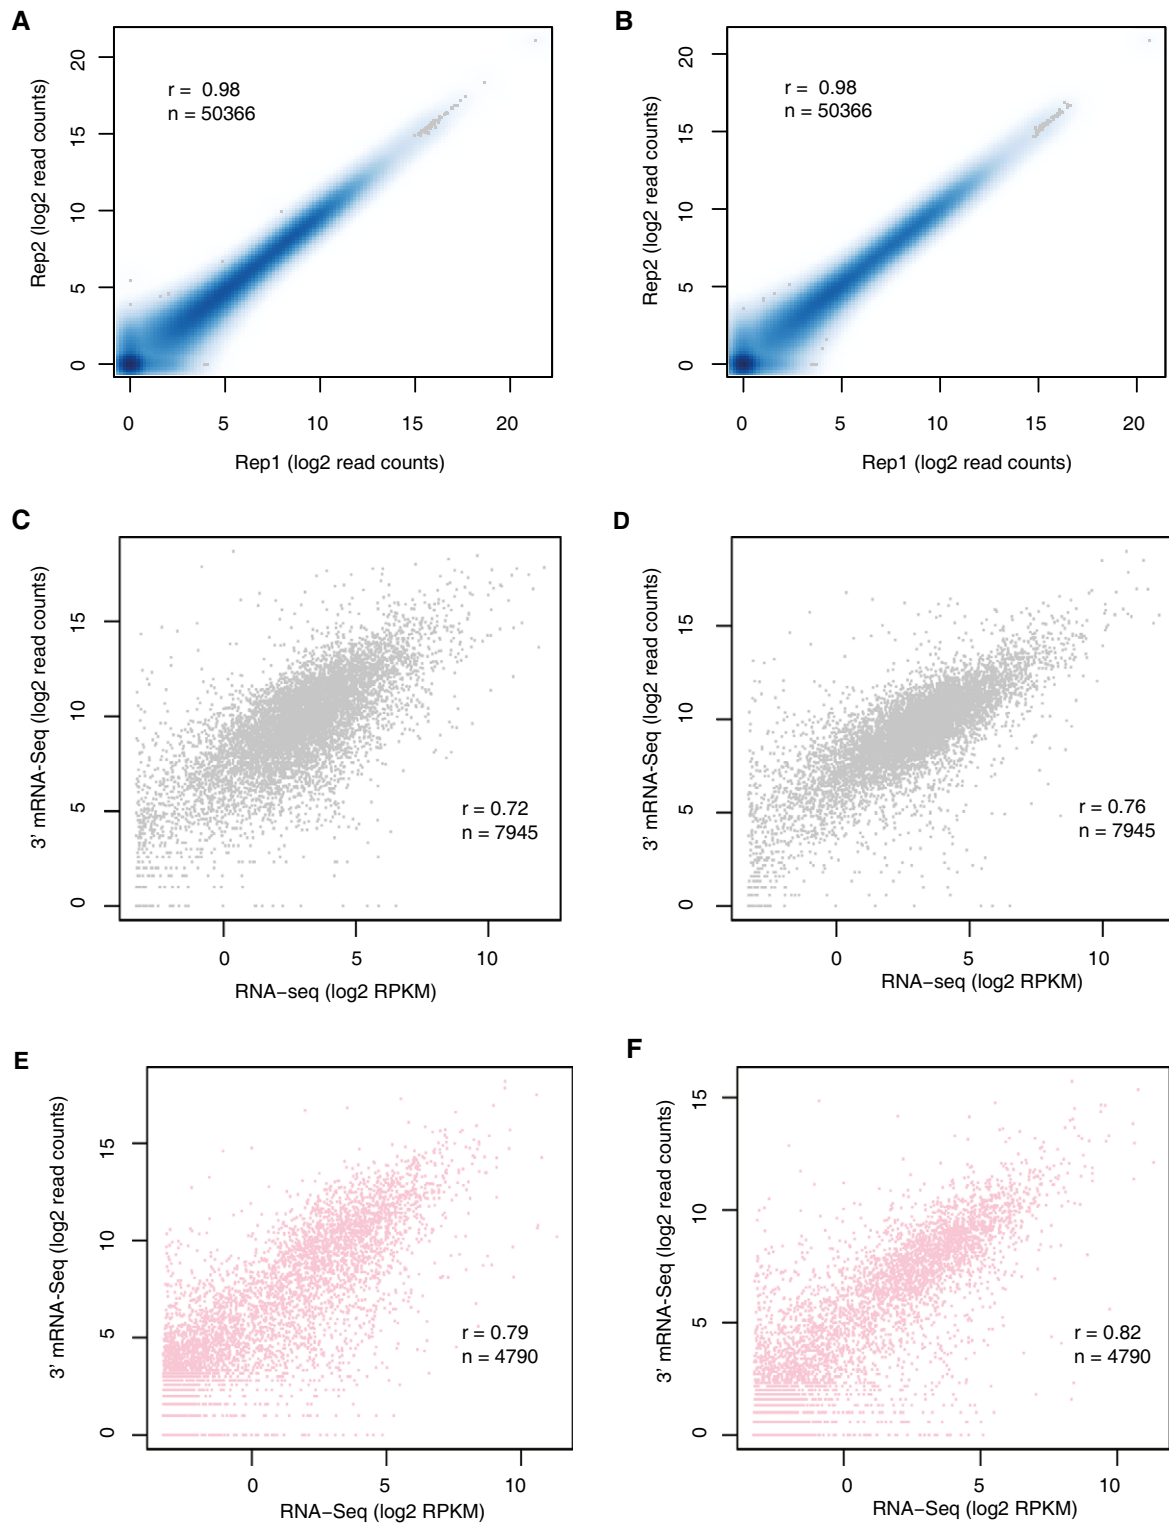 A
B
20
15
10
5
0
Rep2 (log2 read counts)
r = 0.98
n = 50366
0 5 10 15 20
Rep1 (log2 read counts)
20
15
10
5
0
Rep2 (log2 read counts)
r = 0.98
n = 50366
0 5 10 15 20
Rep1 (log2 read counts)
C
D
15
10
5
0
3' mRNA-Seq (log2 read counts)
r = 0.72
n = 7945
0 5 10
RNA-seq (log2 RPKM)
15
10
5
0
3' mRNA-Seq (log2 read counts)
r = 0.76
n = 7945
0 5 10
RNA-seq (log2 RPKM)
E
F
15
10
5
0
3' mRNA-Seq (log2 read counts)
r = 0.79
n = 4790
0 5 10
RNA-Seq (log2 RPKM)
15
10
5
0
3' mRNA-Seq (log2 read counts)
r = 0.82
n = 4790
0 5 10
RNA-Seq (log2 RPKM)